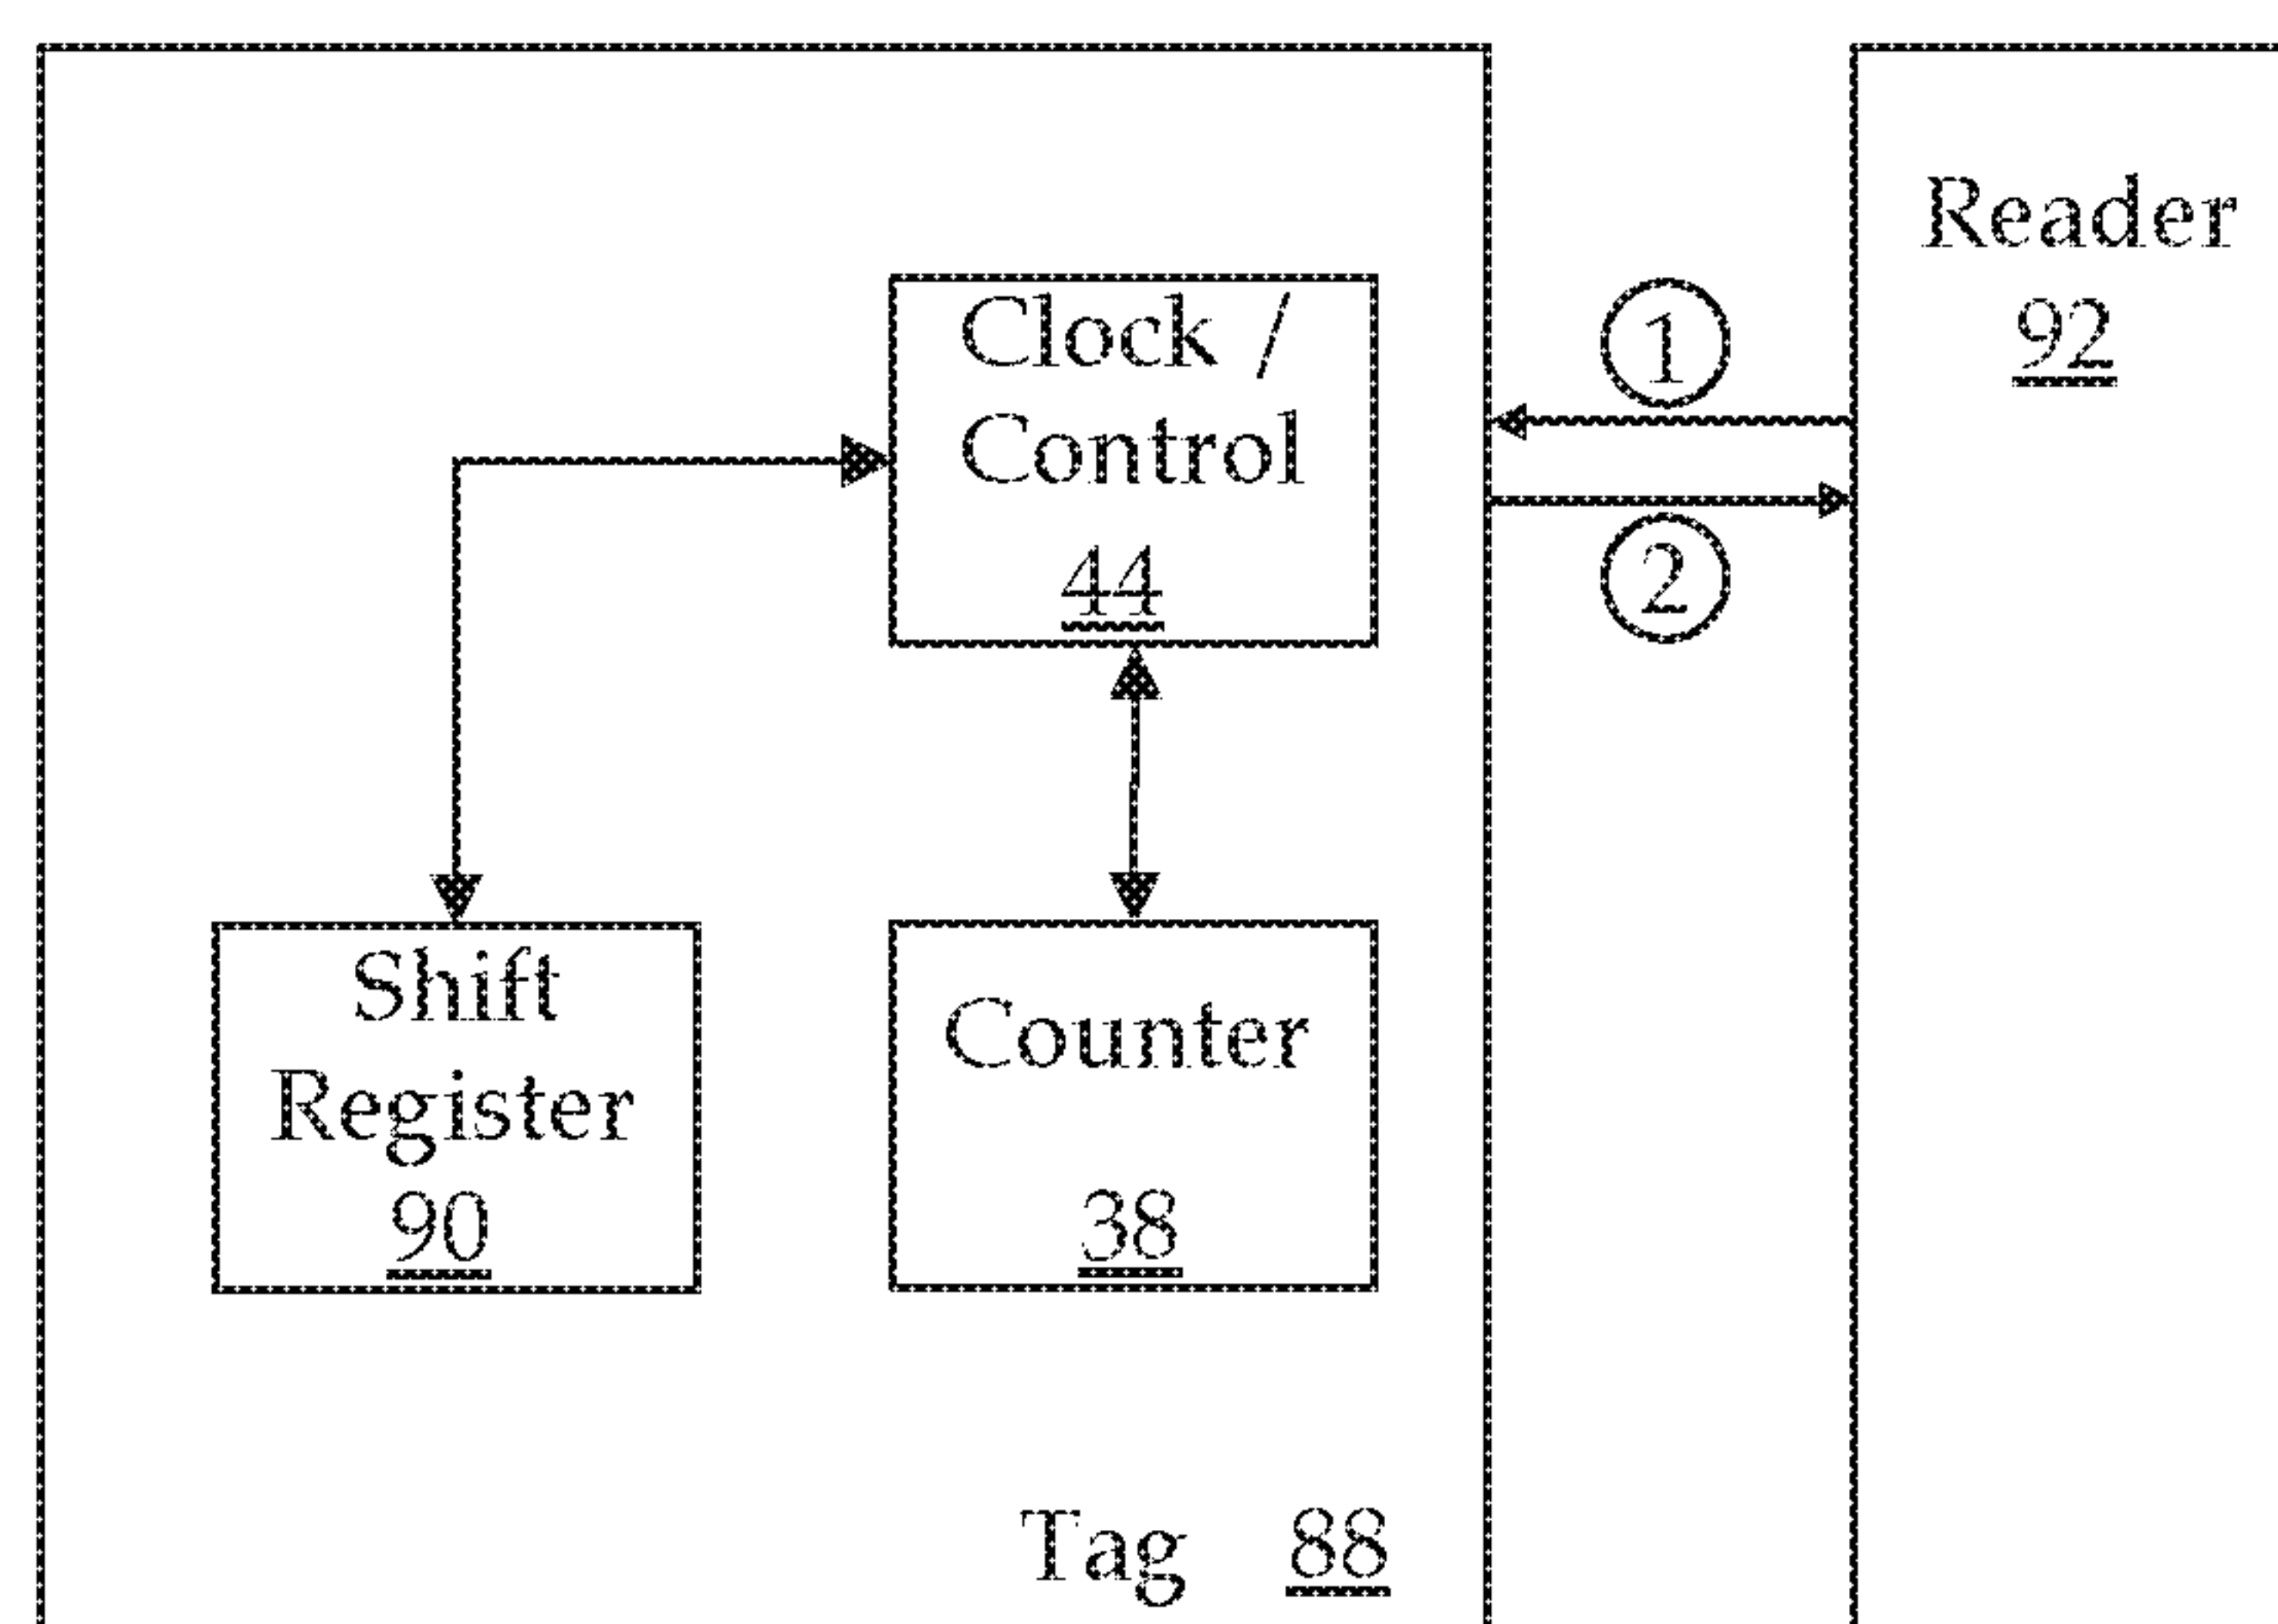 Clock /
Control
44
Shift
Register
90
Counter
38
Tag 88
1
2
Reader
92